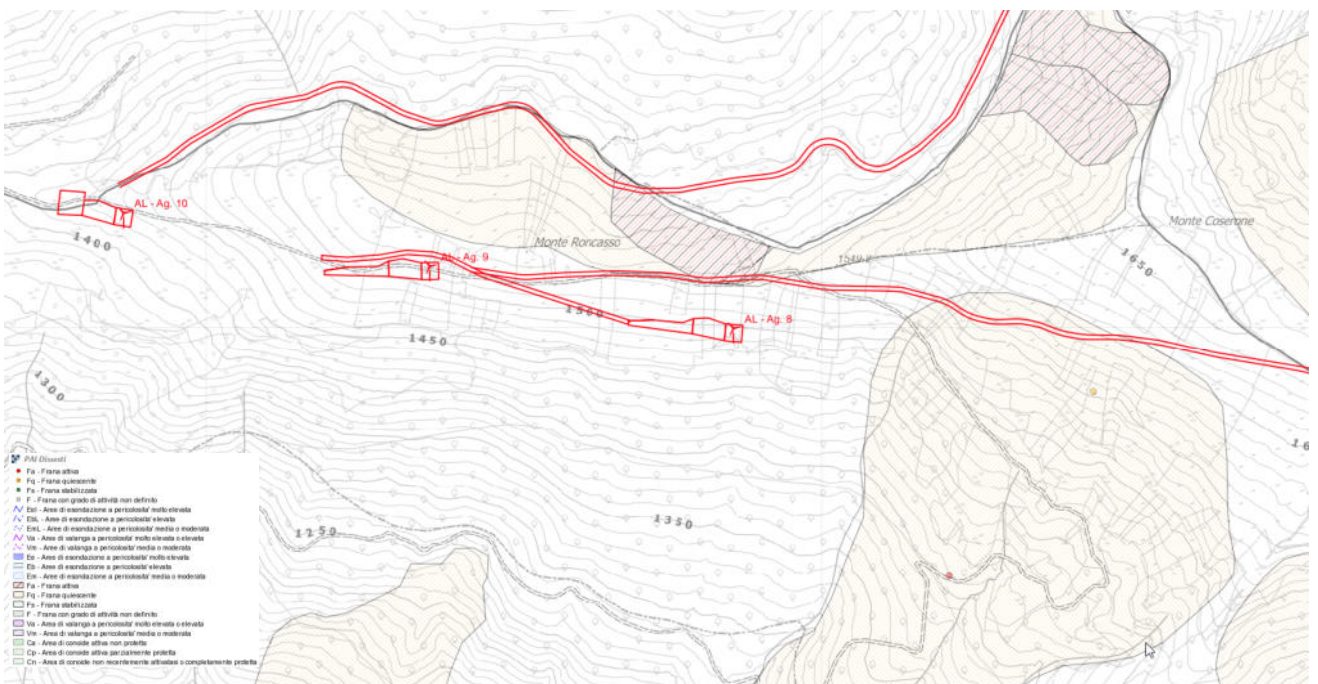 AL - Ag. 10
1400
Monte Roncasso
AL - Ag. 9
1549.2
Monte Coserone
1650
1500
AL - Ag. 8
1450
1300
1350
1250
PAI Dissesti
Fa - Frana attiva
Fq - Frana quiescente
Fs - Frana stabilizzata
F - Frana con grado di attività non definito
EeL - Aree di esondazione a pericolosita' molto elevata
EbL - Aree di esondazione a pericolosita' elevata
EmL - Aree di esondazione a pericolosita' media o moderata
Va - Aree di valanga a pericolosita' molto elevata o elevata
Vm - Aree di valanga a pericolosita' media o moderata
Ee - Aree di esondazione a pericolosita' molto elevata
Eb - Aree di esondazione a pericolosita' elevata
Em - Aree di esondazione a pericolosita' media o moderata
Fa - Frana attiva
Fq - Frana quiescente
Fs - Frana stabilizzata
F - Frana con grado di attività non definito
Va - Area di valanga a pericolosita' molto elevata o elevata
Vm - Area di valanga a pericolosita' media o moderata
Ca - Area di conoide attiva non protetta
Cp - Area di conoide attiva parzialmente protetta
Cn - Area di conoide non recentemente attivatasi o completamente protetta